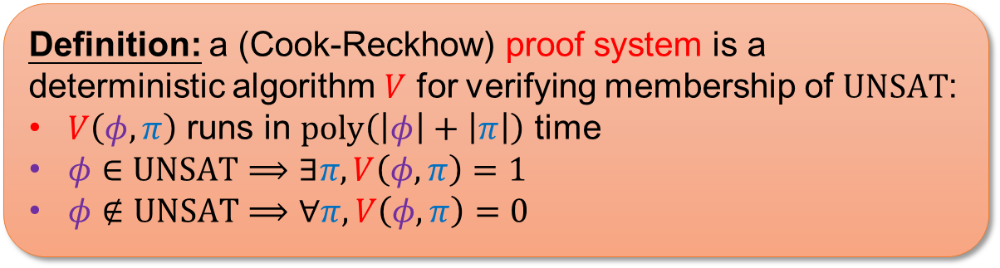 Definition: a (Cook-Reckhow) proof system is a
deterministic algorithm V for verifying membership of UNSAT:
• V(ϕ, π) runs in poly(|ϕ| + |π|) time
• ϕ ∈ UNSAT ⟹ ∃π, V(ϕ, π) = 1
• ϕ ∉ UNSAT ⟹ ∀π, V(ϕ, π) = 0